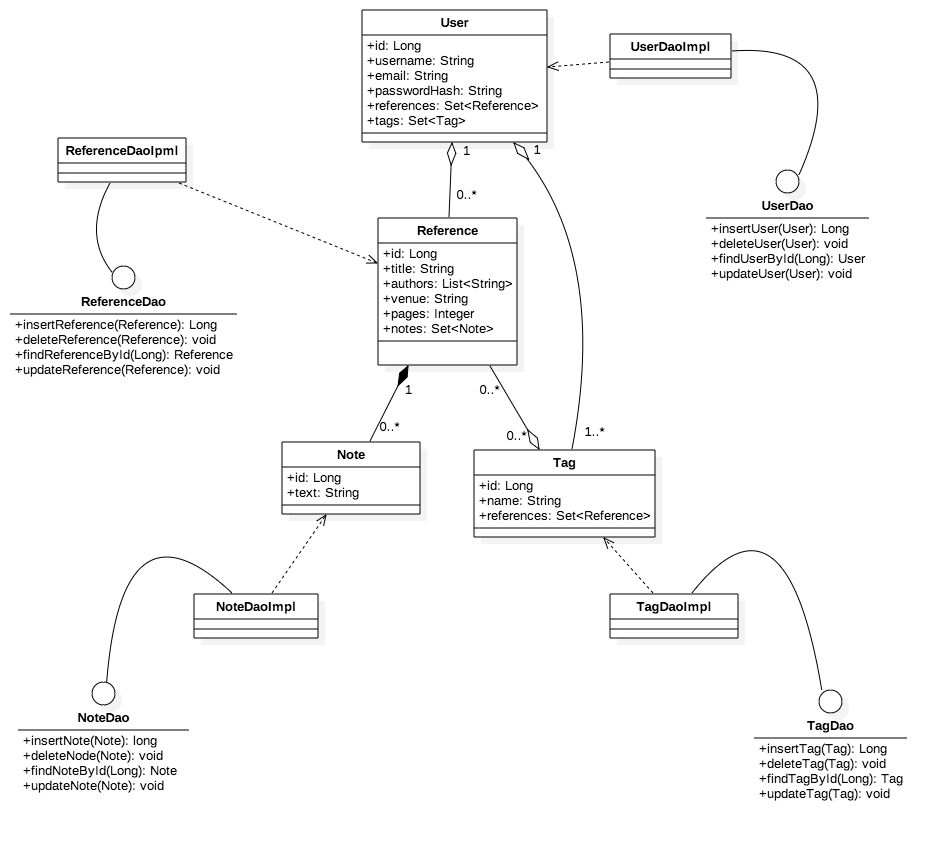 User
+id: Long
+username: String
+email: String
+passwordHash: String
+references: Set<Reference>
+tags: Set<Tag>
UserDaoImpl
1
1
0..*
ReferenceDaoIpml
UserDao
+insertUser(User): Long
+deleteUser(User): void
+findUserById(Long): User
+updateUser(User): void
Reference
+id: Long
+title: String
+authors: List<String>
+venue: String
+pages: Integer
+notes: Set<Note>
ReferenceDao
+insertReference(Reference): Long
+deleteReference(Reference): void
+findReferenceById(Long): Reference
+updateReference(Reference): void
1
0..*
0..*
0..*
1..*
Note
+id: Long
+text: String
Tag
+id: Long
+name: String
+references: Set<Reference>
NoteDaoImpl
TagDaoImpl
NoteDao
+insertNote(Note): long
+deleteNode(Note): void
+findNoteById(Long): Note
+updateNote(Note): void
TagDao
+insertTag(Tag): Long
+deleteTag(Tag): void
+findTagById(Long): Tag
+updateTag(Tag): void